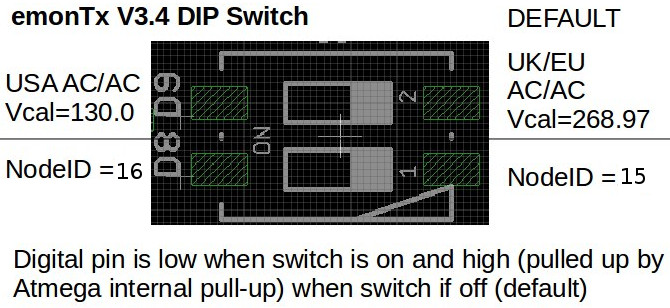 emonTx V3.4 DIP Switch
DEFAULT
USA AC/AC
Vcal=130.0
D9
2
UK/EU
AC/AC
Vcal=268.97
ON
NodeID =16
D8
1
NodeID =15
Digital pin is low when switch is on and high (pulled up by
Atmega internal pull-up) when switch if off (default)